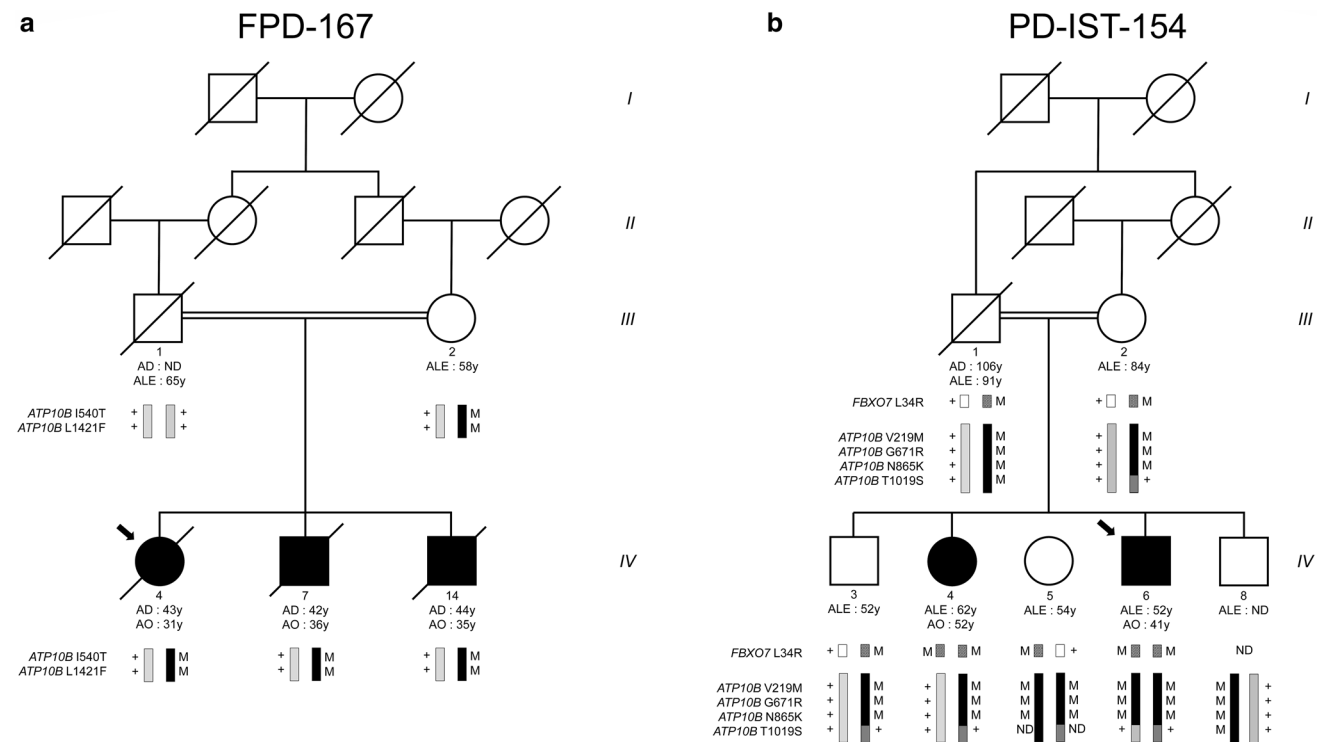 a
FPD-167
I
II
III
1
AD : ND
ALE : 65y
2
ALE : 58y
ATP10B I540T + + + M
ATP10B L1421F + + + M
IV
4
AD : 43y
AO : 31y
7
AD : 42y
AO : 36y
14
AD : 44y
AO : 35y
ATP10B I540T + M + M + M
ATP10B L1421F + M + M + M
b
PD-IST-154
I
II
III
1
AD : 106y
ALE : 91y
2
ALE : 84y
FBXO7 L34R + M + M
ATP10B V219M + M + M
ATP10B G671R + M + M
ATP10B N865K + M + M
ATP10B T1019S + M + +
IV
3
ALE : 52y
4
ALE : 62y
AO : 52y
5
ALE : 54y
6
ALE : 52y
AO : 41y
8
ALE : ND
FBXO7 L34R + M M M M + M M ND
ATP10B V219M + M + M M M M M M +
ATP10B G671R + M + M M M M M M +
ATP10B N865K + M + M M M M M M +
ATP10B T1019S + + + + ND ND + + M +